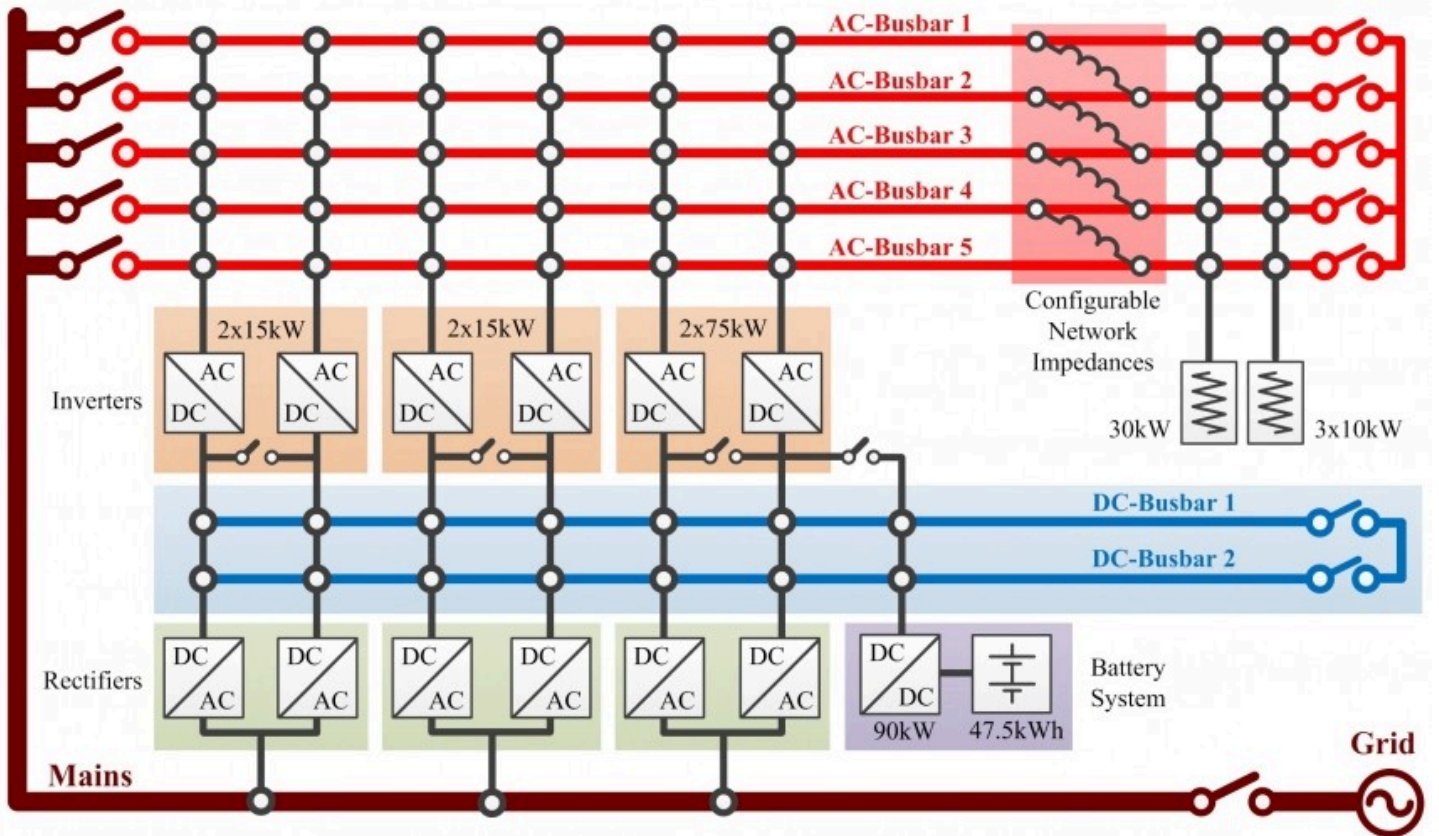 AC-Busbar 1
AC-Busbar 2
AC-Busbar 3
AC-Busbar 4
AC-Busbar 5
Configurable
Network
Impedances
2x15kW
2x15kW
2x75kW
Inverters
AC
DC
AC
DC
AC
DC
AC
DC
AC
DC
AC
DC
30kW
3x10kW
DC-Busbar 1
DC-Busbar 2
Rectifiers
DC
AC
DC
AC
DC
AC
DC
AC
DC
AC
DC
AC
DC
DC
90kW
47.5kWh
Battery
System
Mains
Grid